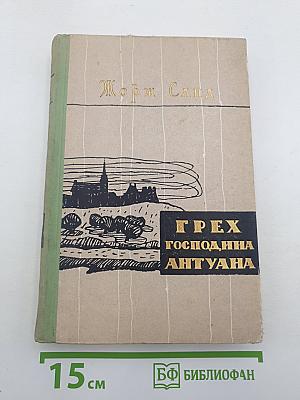 Жорж Санд
ГРЕХ
ГОСПОДИНА
АНТУАНА
15 см
БФ БИБЛИОФАН